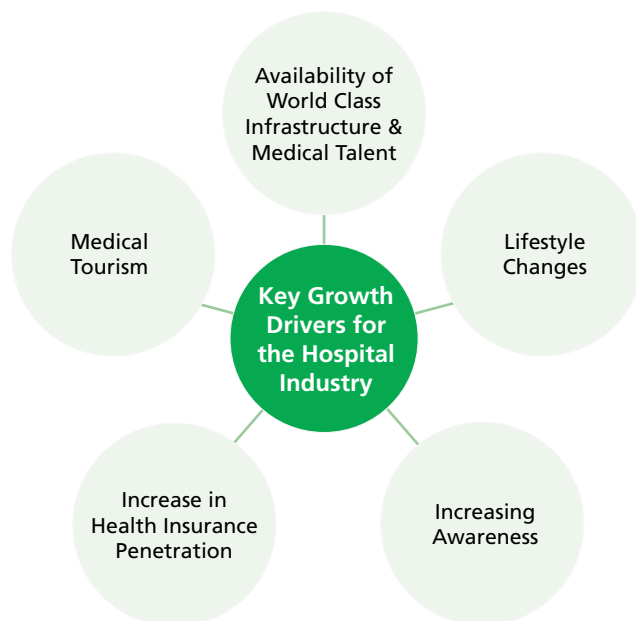 Availability of
World Class
Infrastructure &
Medical Talent
Medical
Tourism
Lifestyle
Changes
Key Growth
Drivers for
the Hospital
Industry
Increase in
Health Insurance
Penetration
Increasing
Awareness